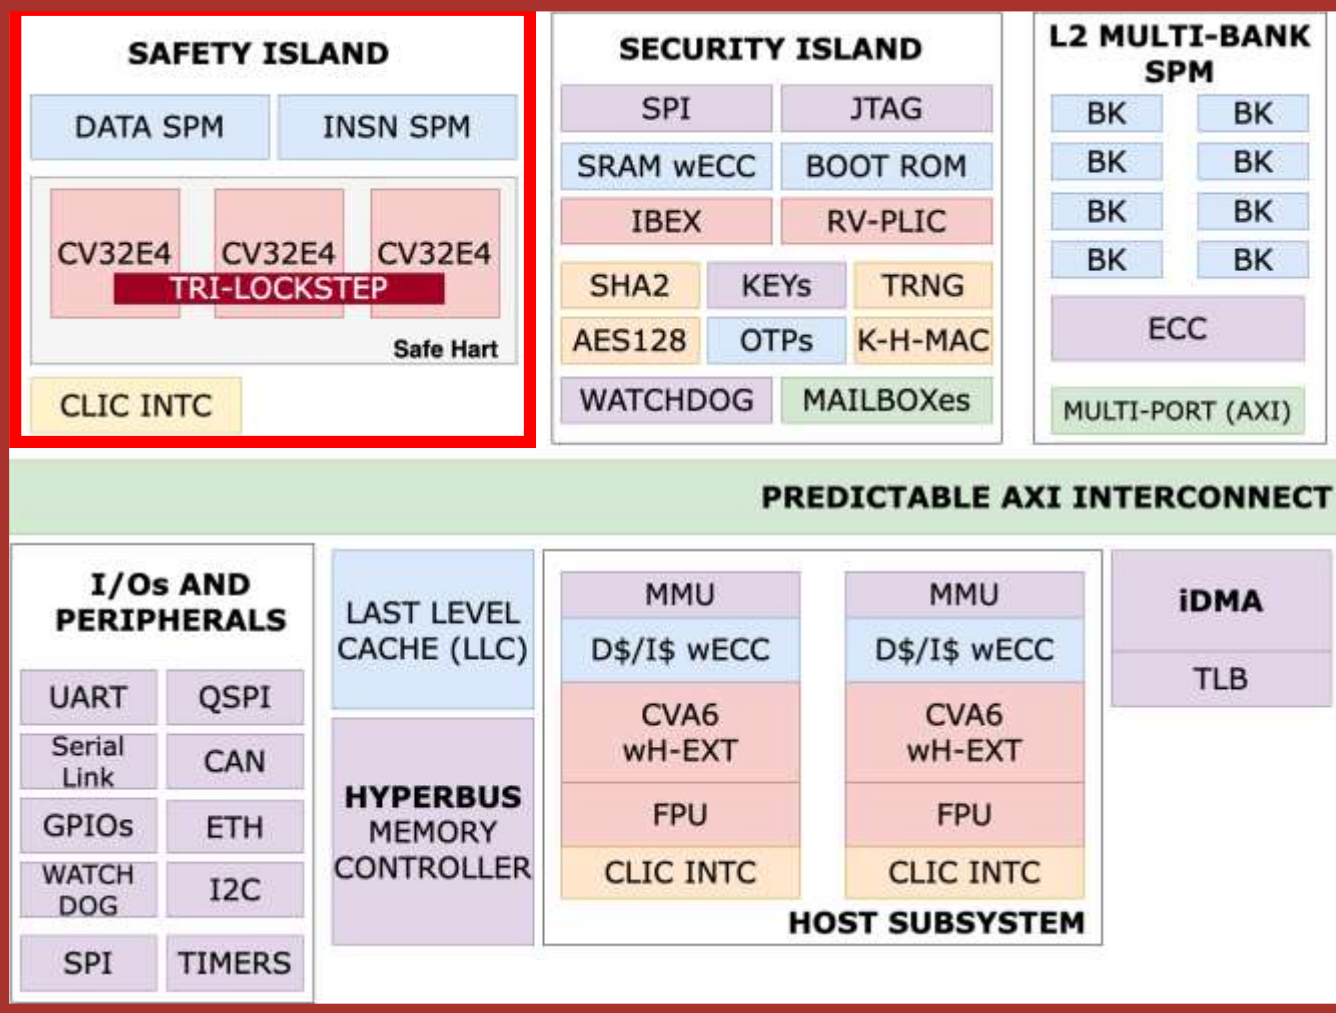 SAFETY ISLAND
DATA SPM
INSN SPM
CV32E4
CV32E4
CV32E4
TRI-LOCKSTEP
Safe Hart
CLIC INTC
SECURITY ISLAND
SPI
JTAG
SRAM wECC
BOOT ROM
IBEX
RV-PLIC
SHA2
KEYs
TRNG
AES128
OTPs
K-H-MAC
WATCHDOG
MAILBOXes
L2 MULTI-BANK
SPM
BK
BK
BK
BK
BK
BK
BK
BK
ECC
MULTI-PORT (AXI)
PREDICTABLE AXI INTERCONNECT
I/Os AND
PERIPHERALS
UART
QSPI
Serial
Link
CAN
GPIOs
ETH
WATCH
DOG
I2C
SPI
TIMERS
LAST LEVEL
CACHE (LLC)
HYPERBUS
MEMORY
CONTROLLER
MMU
D$/I$ wECC
CVA6
wH-EXT
FPU
CLIC INTC
MMU
D$/I$ wECC
CVA6
wH-EXT
FPU
CLIC INTC
HOST SUBSYSTEM
iDMA
TLB